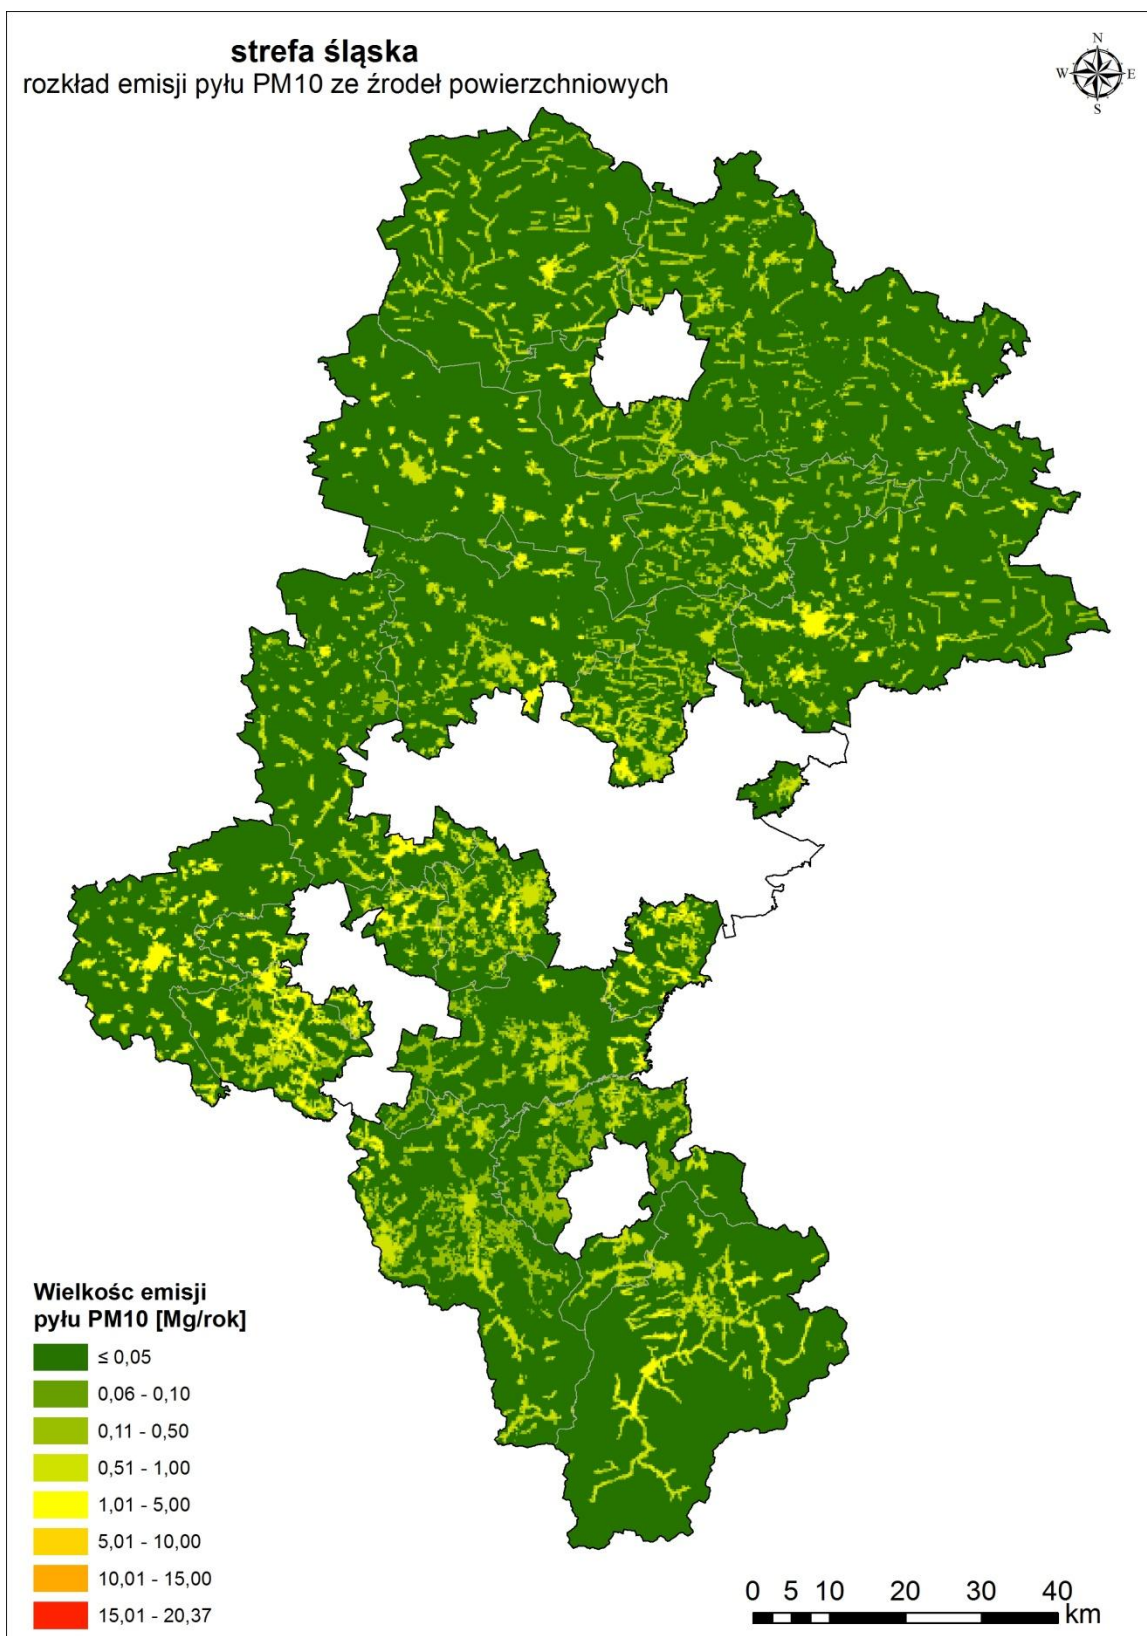 strefa śląska
rozkład emisji pyłu PM10 ze źrodeł powierzchniowych
N
W E
S
Wielkośc emisji
pyłu PM10 [Mg/rok]
≤ 0,05
0,06 - 0,10
0,11 - 0,50
0,51 - 1,00
1,01 - 5,00
5,01 - 10,00
10,01 - 15,00
15,01 - 20,37
0 5 10 20 30 40
km